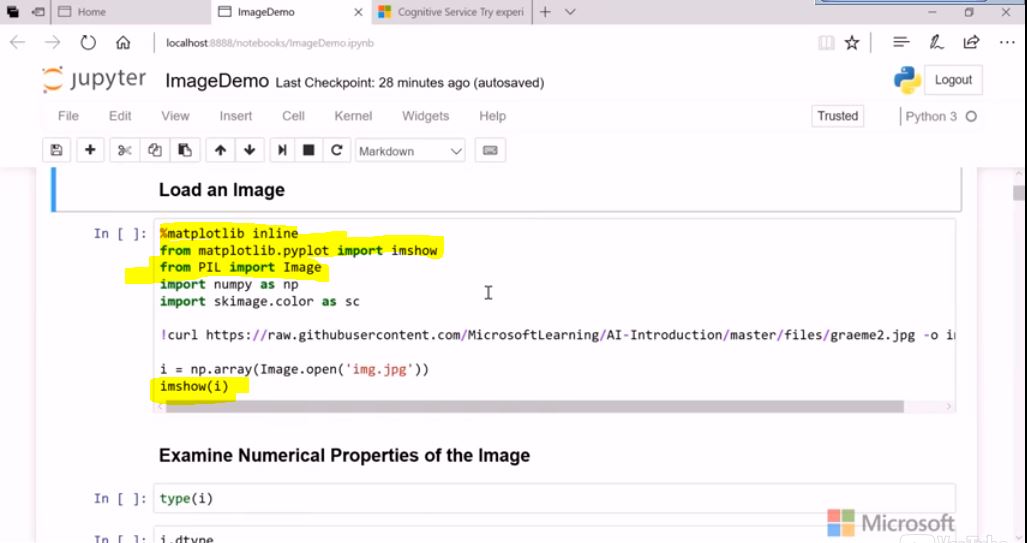 Home
ImageDemo
Cognitive Service Try experi
localhost:8888/notebooks/ImageDemo.ipynb
jupyter ImageDemo Last Checkpoint: 28 minutes ago (autosaved)
Logout
File Edit View Insert Cell Kernel Widgets Help
Trusted
Python 3
Markdown
Load an Image
In [ ]:
%matplotlib inline
from matplotlib.pyplot import imshow
from PIL import Image
import numpy as np
import skimage.color as sc
!curl https://raw.githubusercontent.com/MicrosoftLearning/AI-Introduction/master/files/graeme2.jpg -o
i = np.array(Image.open('img.jpg'))
imshow(i)
Examine Numerical Properties of the Image
In [ ]: type(i)
In [ ]: i.dtype
Microsoft
YouTube